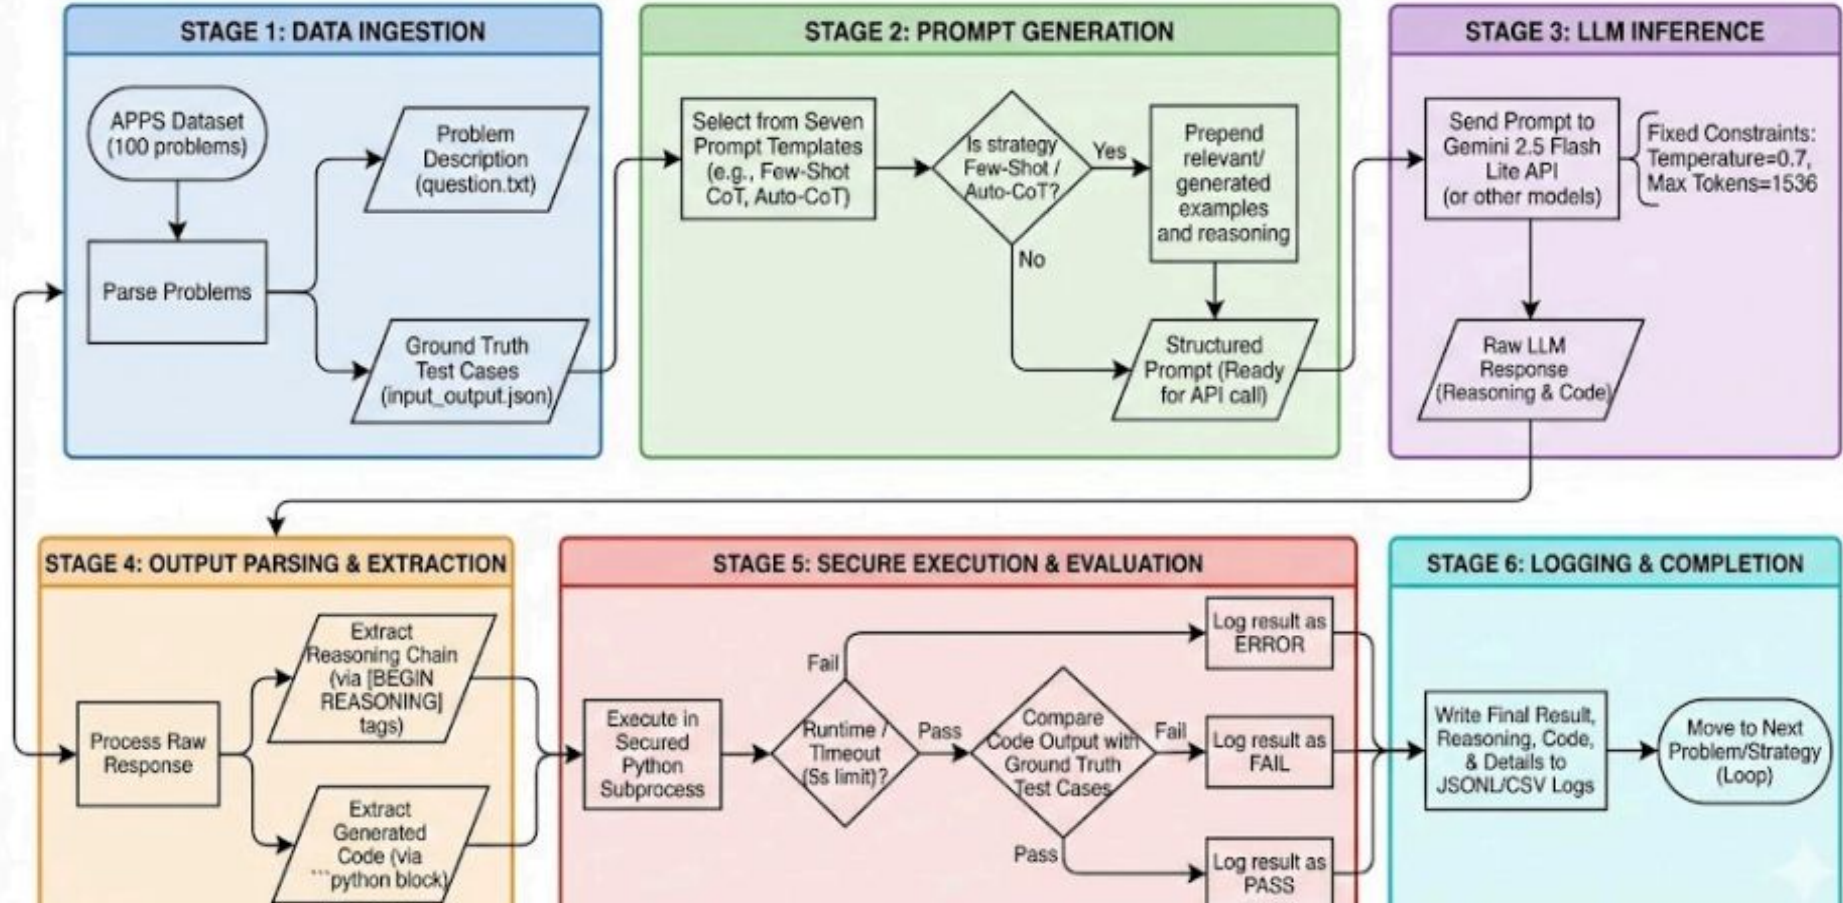 STAGE 1: DATA INGESTION
APPS Dataset
(100 problems)
Parse Problems
Problem
Description
(question.txt)
Ground Truth
Test Cases
(input_output.json)
STAGE 2: PROMPT GENERATION
Select from Seven
Prompt Templates
(e.g., Few-Shot
CoT, Auto-CoT)
Is strategy
Few-Shot /
Auto-CoT?
Yes
No
Prepend
relevant/
generated
examples
and reasoning
Structured
Prompt (Ready
for API call)
STAGE 3: LLM INFERENCE
Send Prompt to
Gemini 2.5 Flash
Lite API
(or other models)
Fixed Constraints:
Temperature=0.7,
Max Tokens=1536
Raw LLM
Response
(Reasoning & Code)
STAGE 4: OUTPUT PARSING & EXTRACTION
Process Raw
Response
Extract
Reasoning Chain
(via [BEGIN
REASONING]
tags)
Extract
Generated
Code (via
```python block)
STAGE 5: SECURE EXECUTION & EVALUATION
Execute in
Secured
Python
Subprocess
Runtime /
TImeout
(5s limit)?
Fail
Pass
Compare
Code Output with
Ground Truth
Test Cases
Fail
Pass
Log result as
ERROR
Log result as
FAIL
Log result as
PASS
STAGE 6: LOGGING & COMPLETION
Write Final Result,
Reasoning, Code,
& Details to
JSONL/CSV Logs
Move to Next
Problem/Strategy
(Loop)